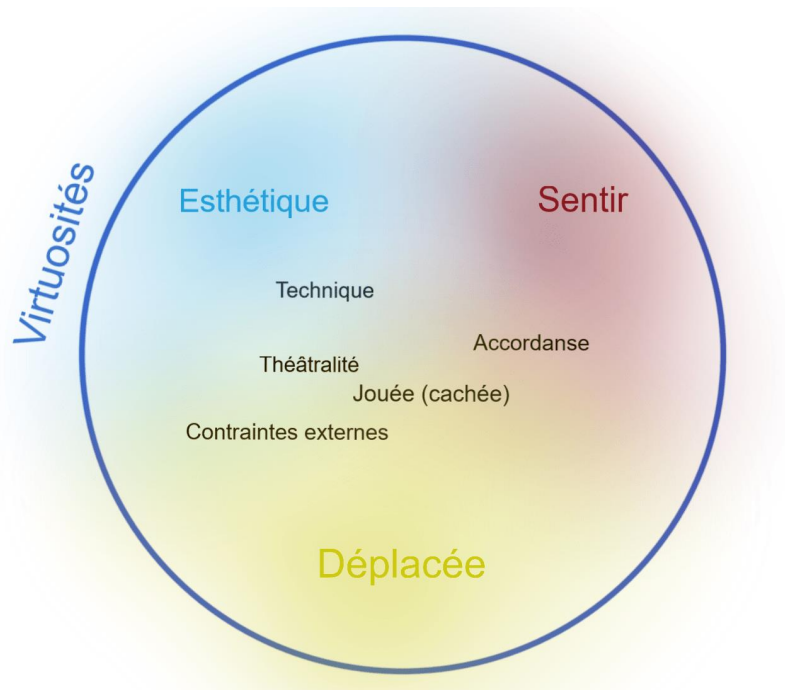 Virtuosités
Esthétique
Sentir
Technique
Accordanse
Théâtralité
Jouée (cachée)
Contraintes externes
Déplacée